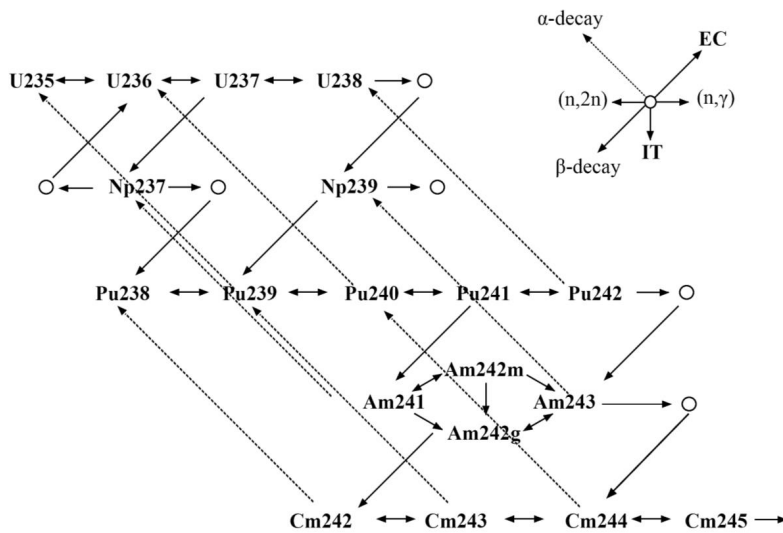 α-decay
EC
(n,2n)
(n,γ)
IT
β-decay
U235 U236 U237 U238
Np237 Np239
Pu238 Pu239 Pu240 Pu241 Pu242
Am242m
Am241 Am243
Am242g
Cm242 Cm243 Cm244 Cm245